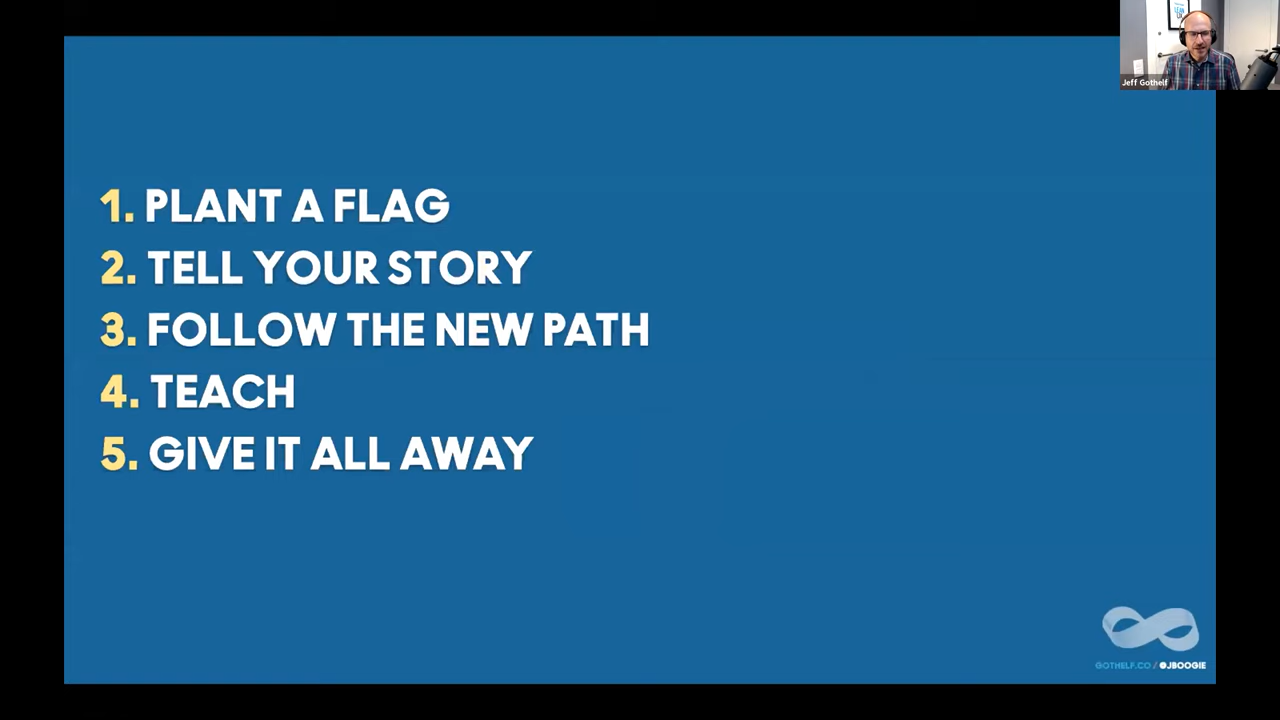 1. PLANT A FLAG
2. TELL YOUR STORY
3. FOLLOW THE NEW PATH
4. TEACH
5. GIVE IT ALL AWAY
Jeff Gothelf
GOTHELF.CO / @JBOOGIE